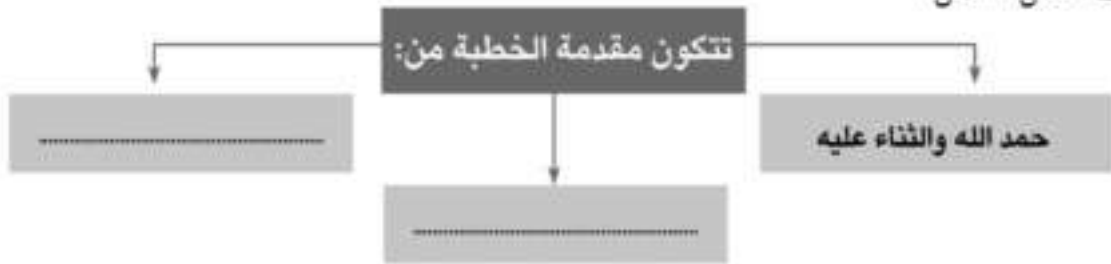 تتكون مقدمة الخطبة من:
حمد الله والثناء عليه